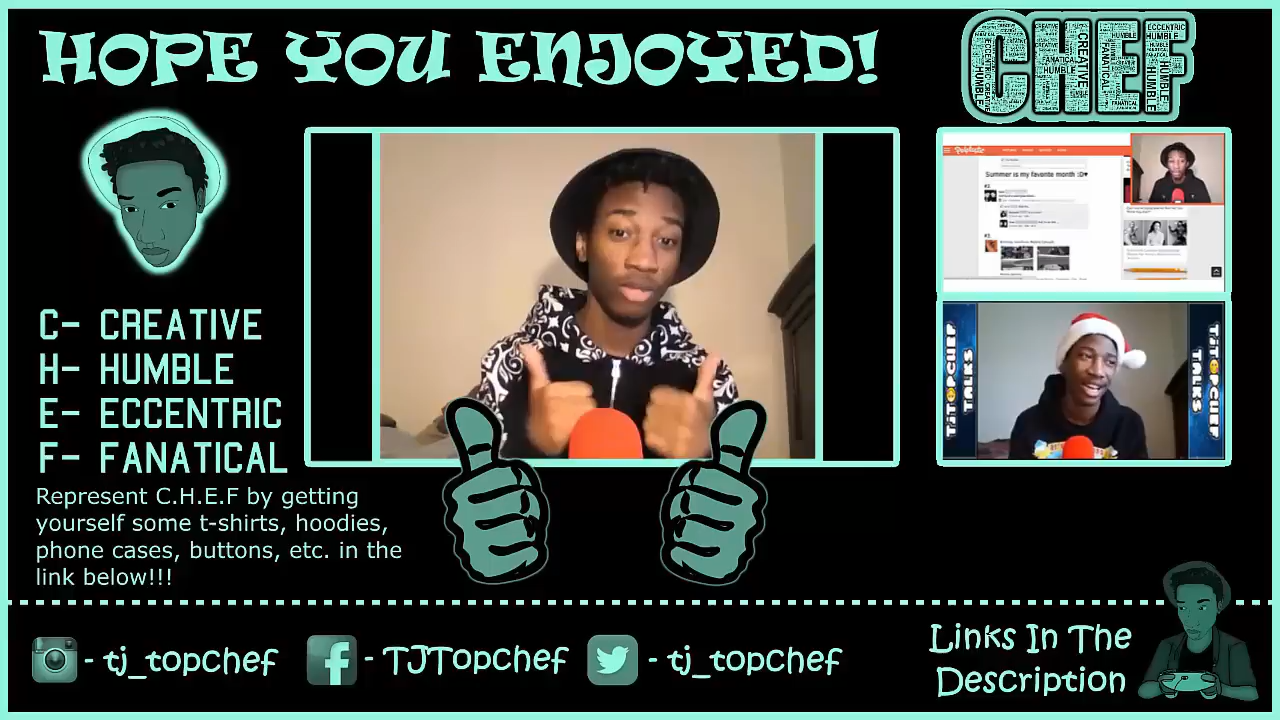 HOPE YOU ENJOYED!
CHEF
Summer is my favorite month :D♥
TJTOPCHEF
TALKS
TJTOPCHEF
TALKS
C- CREATIVE
H- HUMBLE
E- ECCENTRIC
F- FANATICAL
Represent C.H.E.F by getting
yourself some t-shirts, hoodies,
phone cases, buttons, etc. in the
link below!!!
- tj_topchef
- TJTopchef
- tj_topchef
Links In The
Description